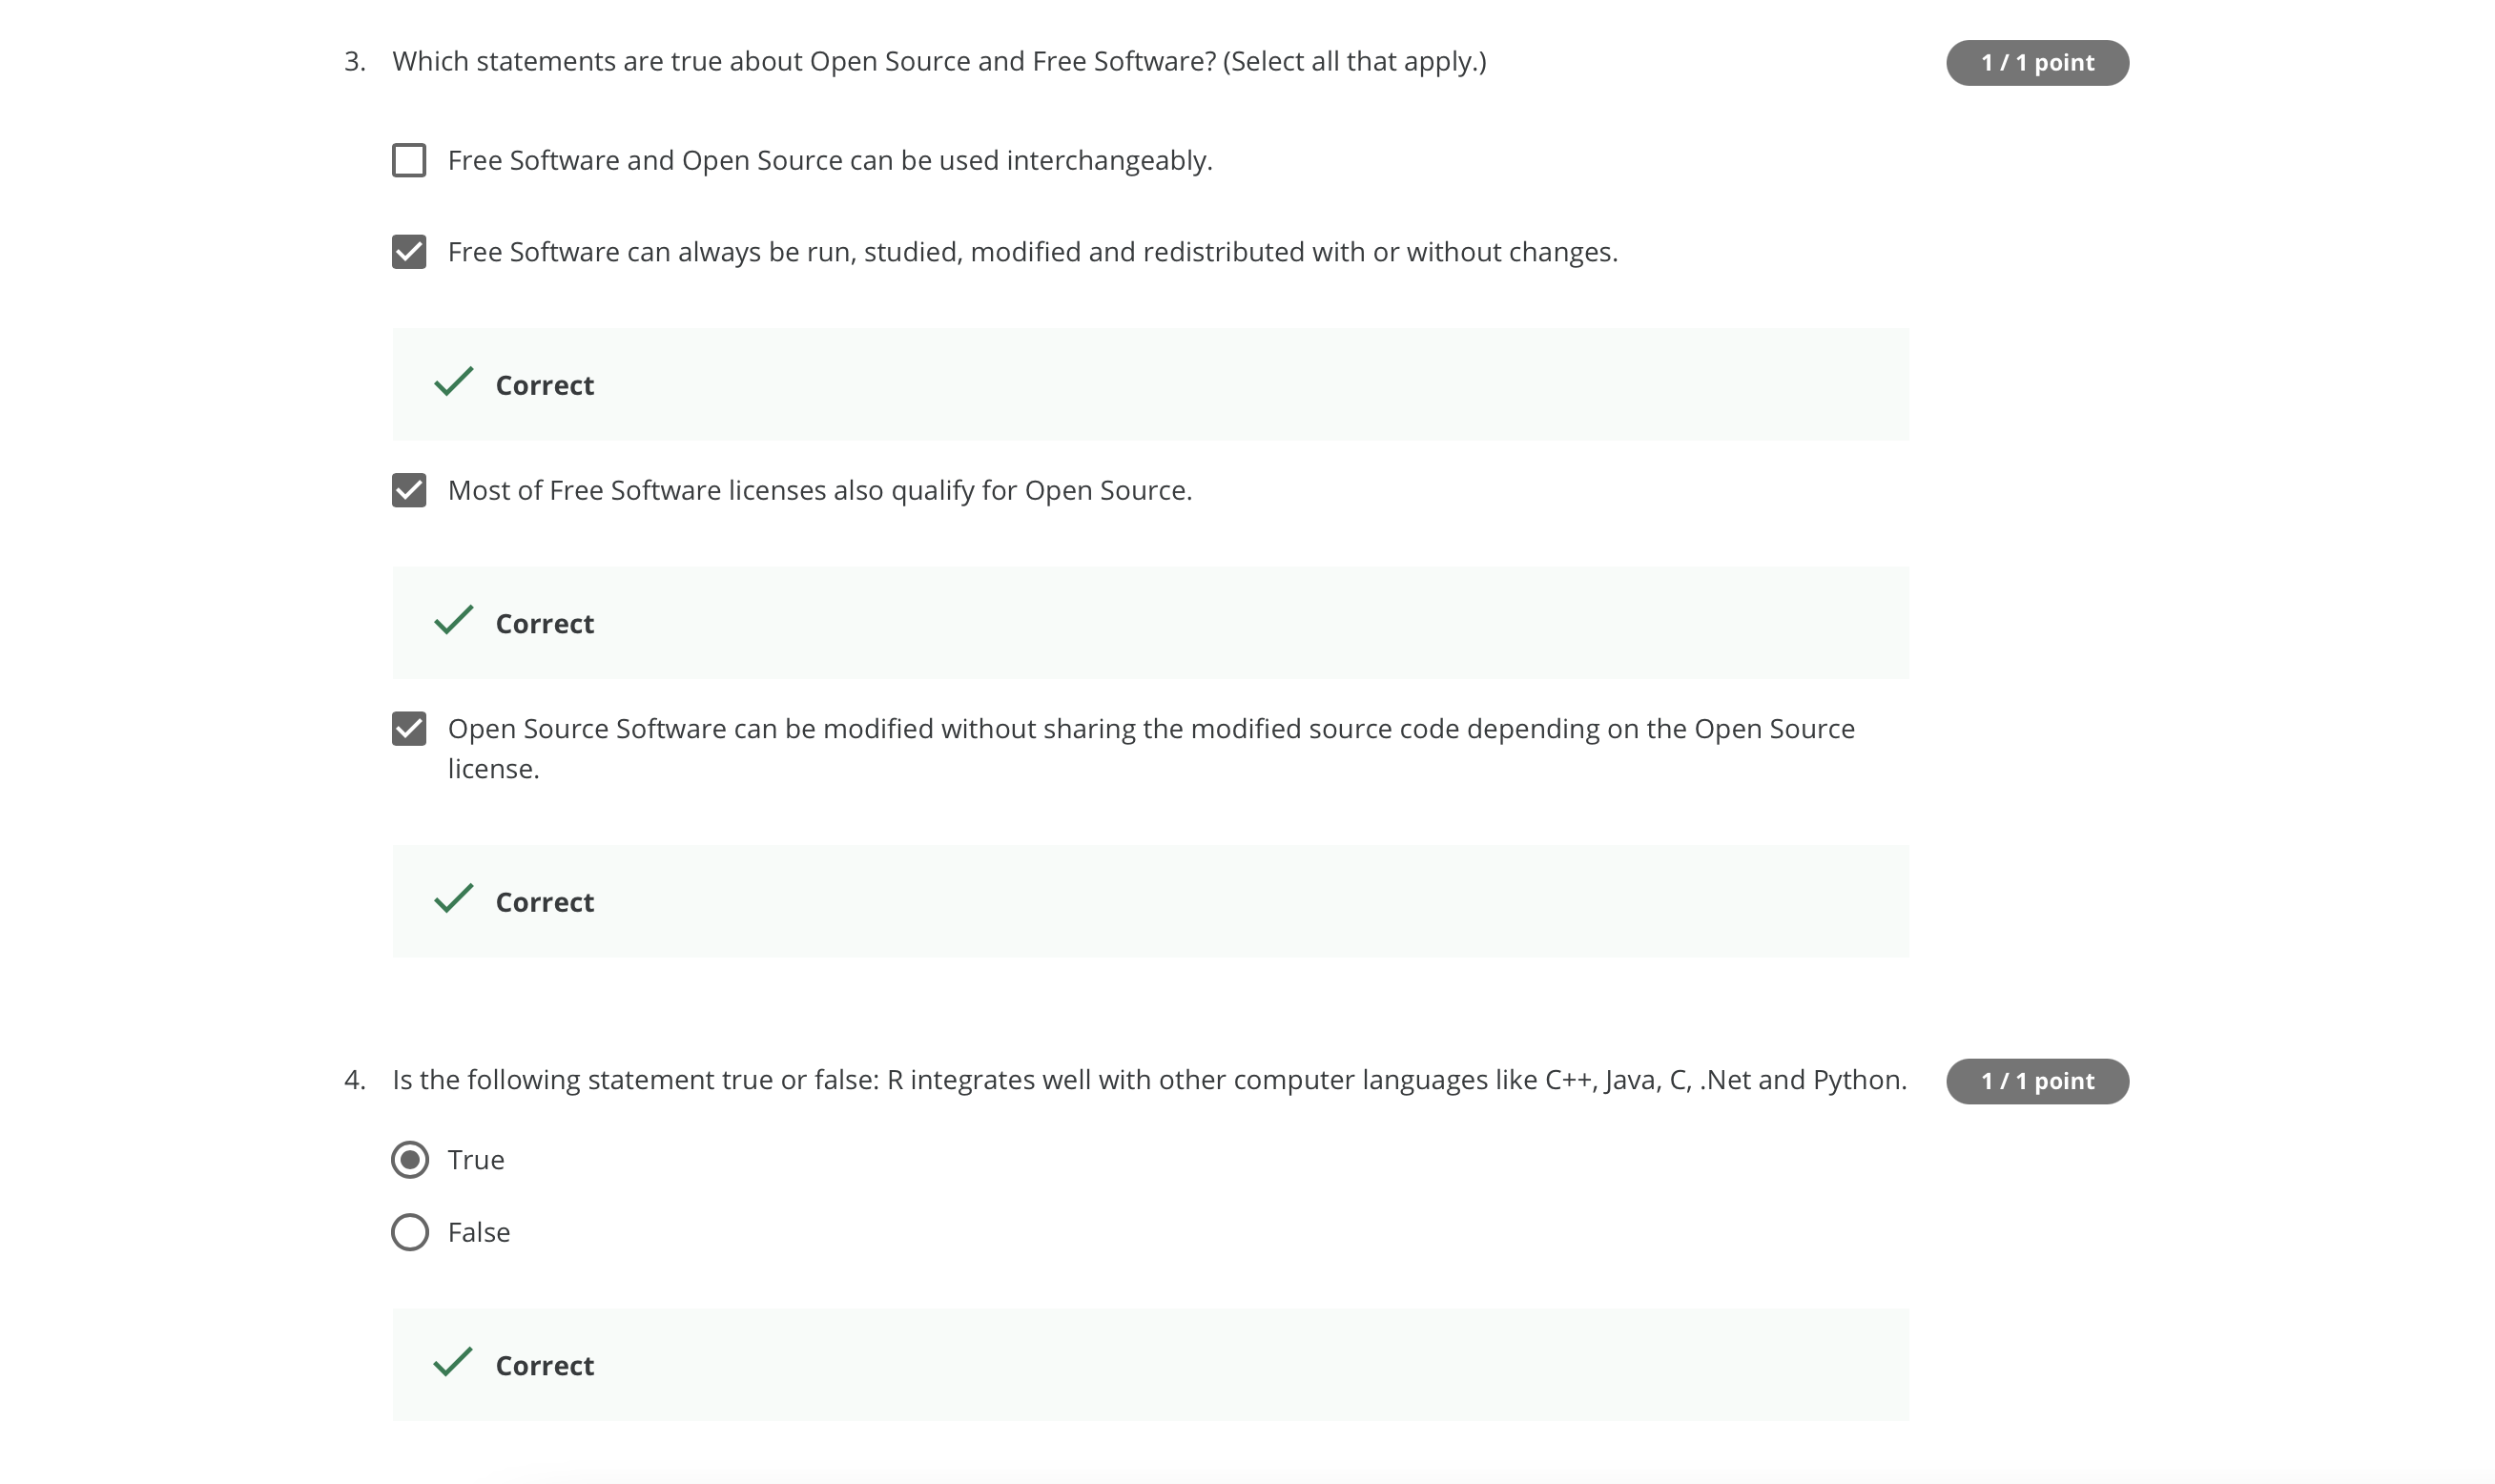 3. Which statements are true about Open Source and Free Software? (Select all that apply.)
1 / 1 point
Free Software and Open Source can be used interchangeably.
Free Software can always be run, studied, modified and redistributed with or without changes.
Correct
Most of Free Software licenses also qualify for Open Source.
Correct
Open Source Software can be modified without sharing the modified source code depending on the Open Source
license.
Correct
4. Is the following statement true or false: R integrates well with other computer languages like C++, Java, C, .Net and Python.
1 / 1 point
True
False
Correct